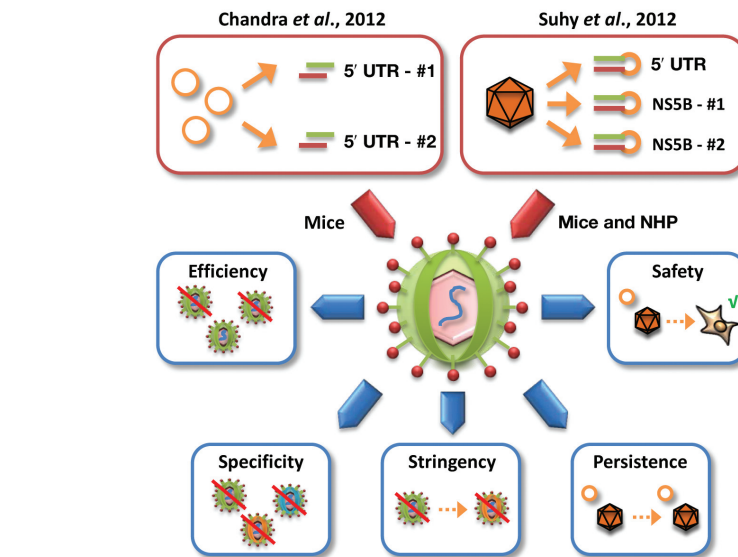 Chandra et al., 2012
Suhy et al., 2012
5′ UTR - #1
5′ UTR - #2
5′ UTR
NS5B - #1
NS5B - #2
Mice
Mice and NHP
Efficiency
Safety
√
Specificity
Stringency
Persistence